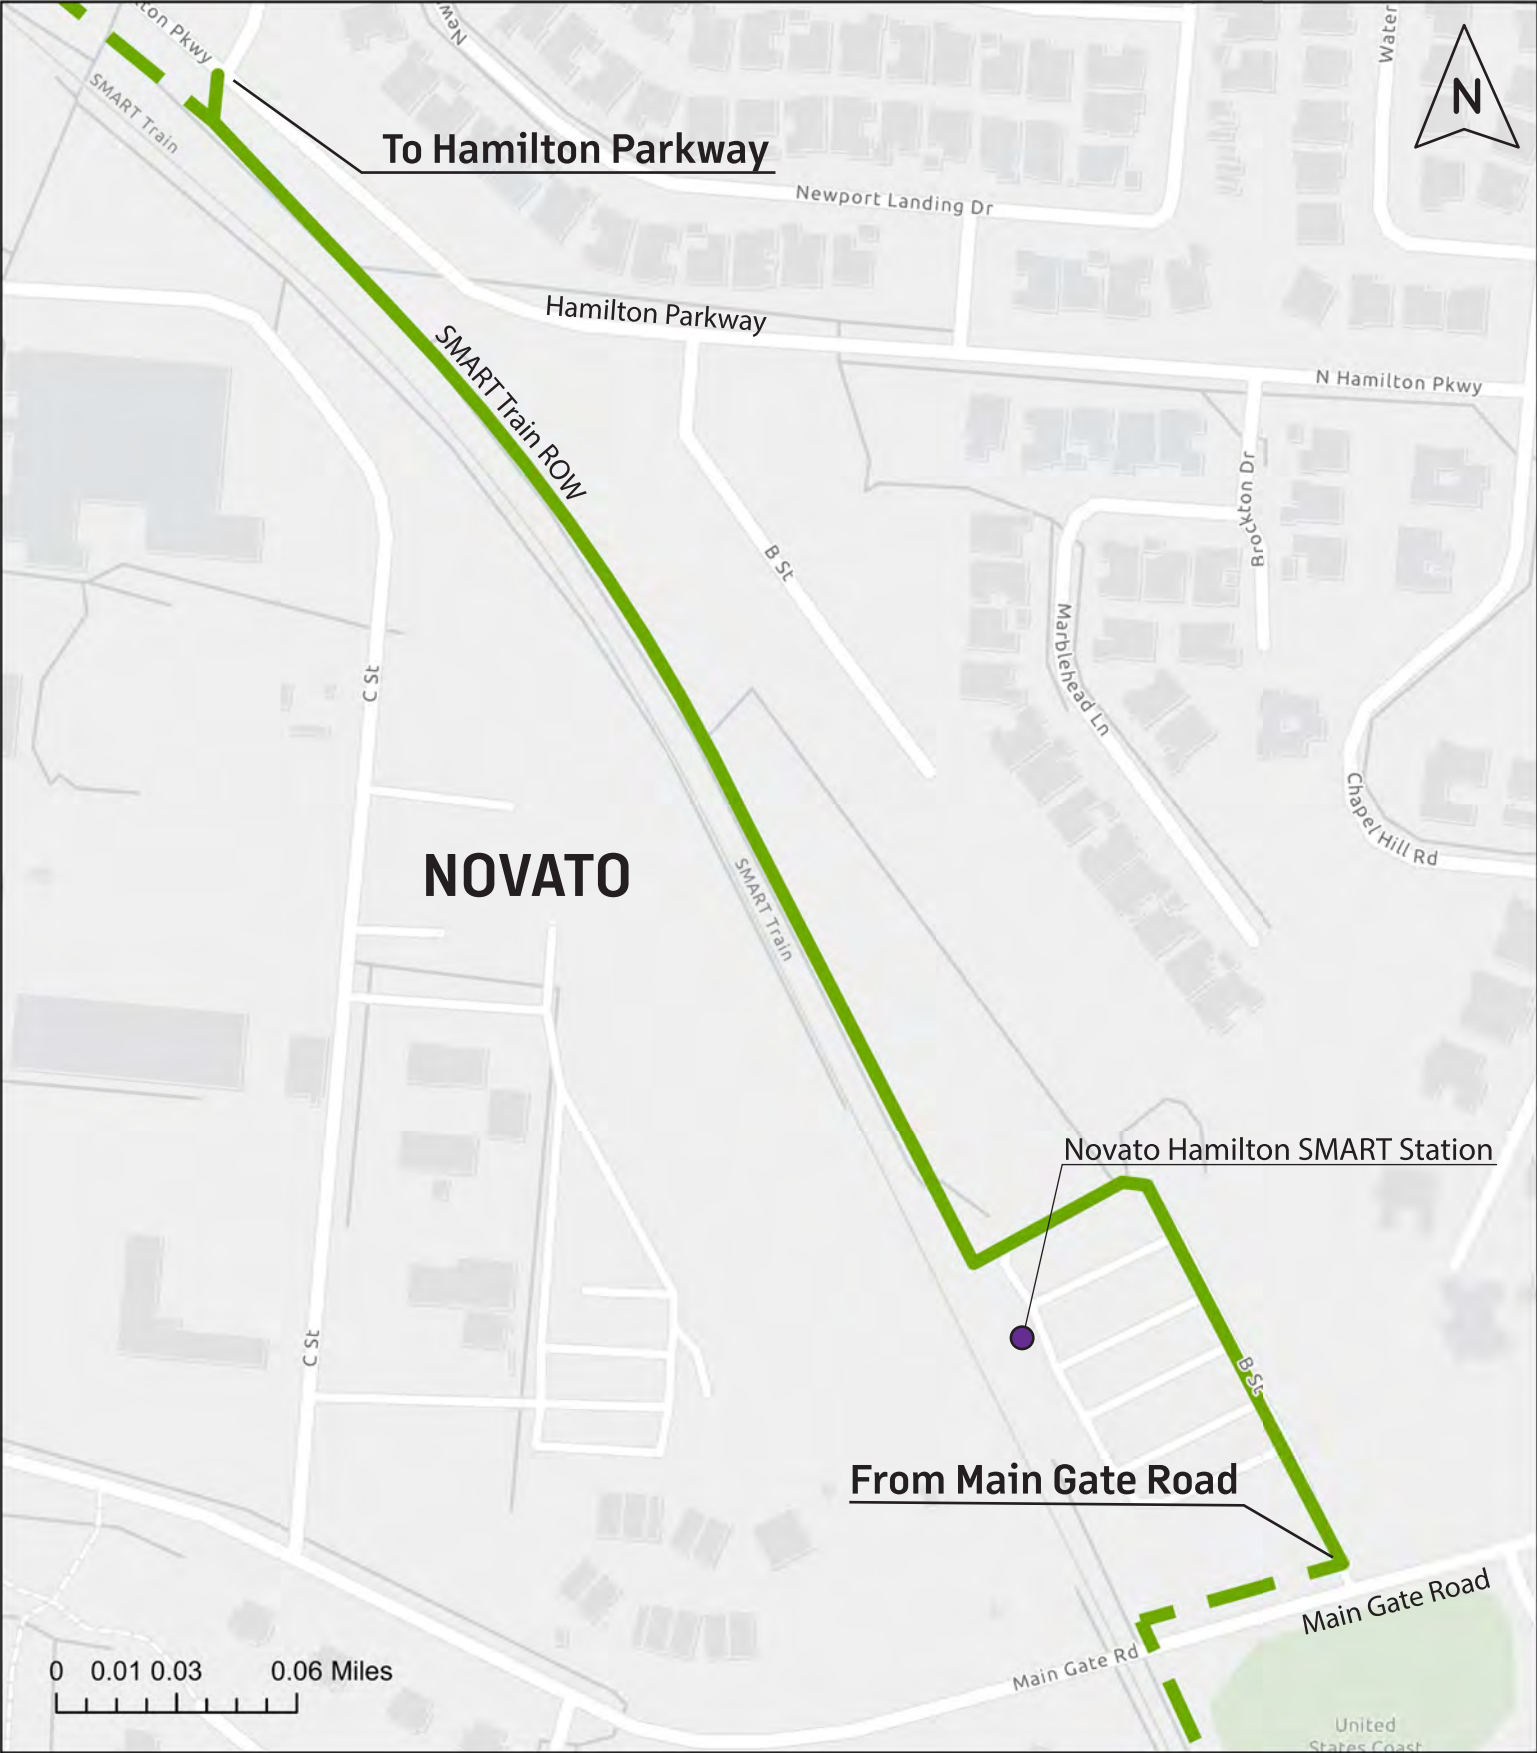 ton Pkwy
New
Water
N
SMART Train
To Hamilton Parkway
Newport Landing Dr
Hamilton Parkway
N Hamilton Pkwy
SMART Train ROW
Brockton Dr
B St
Marblehead Ln
C St
Chapel Hill Rd
NOVATO
SMART Train
Novato Hamilton SMART Station
C St
B St
From Main Gate Road
Main Gate Road
Main Gate Rd
0 0.01 0.03 0.06 Miles
United
States Coast